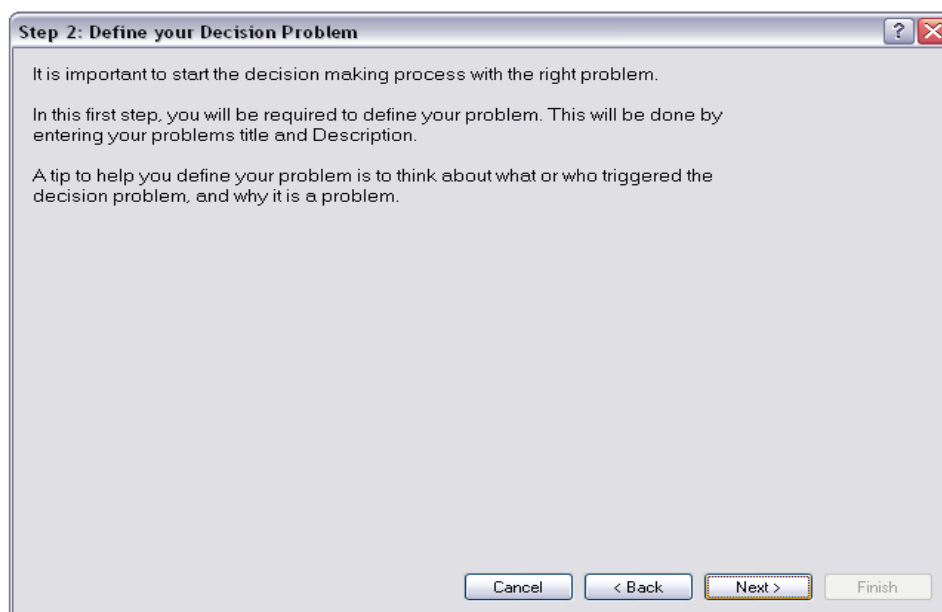 Step 2: Define your Decision Problem
?
It is important to start the decision making process with the right problem.
In this first step, you will be required to define your problem. This will be done by
entering your problems title and Description.
A tip to help you define your problem is to think about what or who triggered the
decision problem, and why it is a problem.
Cancel < Back Next > Finish